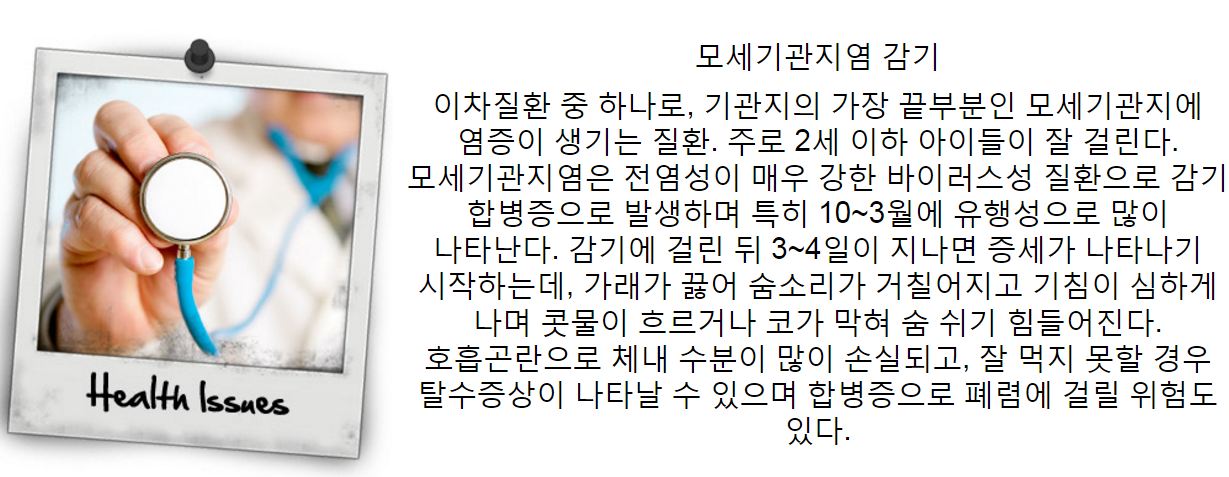 Health Issues
모세기관지염 감기
이차질환 중 하나로, 기관지의 가장 끝부분인 모세기관지에
염증이 생기는 질환. 주로 2세 이하 아이들이 잘 걸린다.
모세기관지염은 전염성이 매우 강한 바이러스성 질환으로 감기
합병증으로 발생하며 특히 10~3월에 유행성으로 많이
나타난다. 감기에 걸린 뒤 3~4일이 지나면 증세가 나타나기
시작하는데, 가래가 끓어 숨소리가 거칠어지고 기침이 심하게
나며 콧물이 흐르거나 코가 막혀 숨 쉬기 힘들어진다.
호흡곤란으로 체내 수분이 많이 손실되고, 잘 먹지 못할 경우
탈수증상이 나타날 수 있으며 합병증으로 폐렴에 걸릴 위험도
있다.